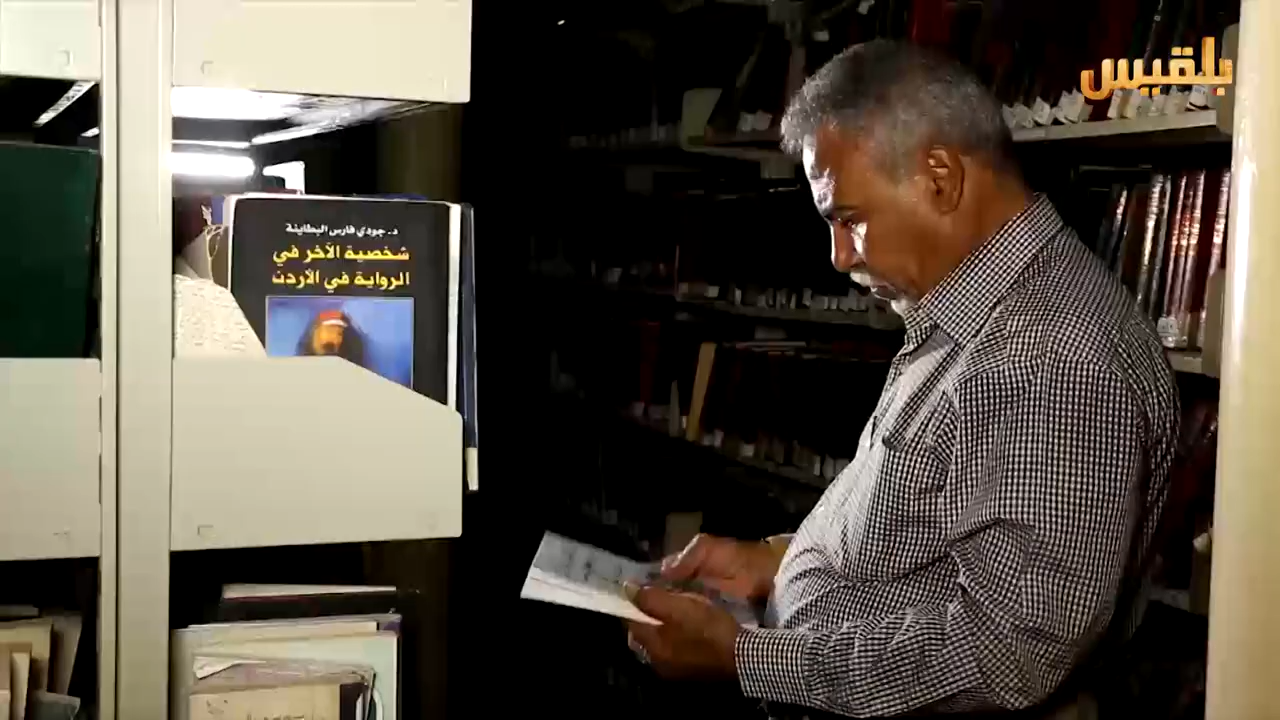 بلقيس
د. جودي فارس البطاينة
شخصية الآخر في
الرواية في الأردن